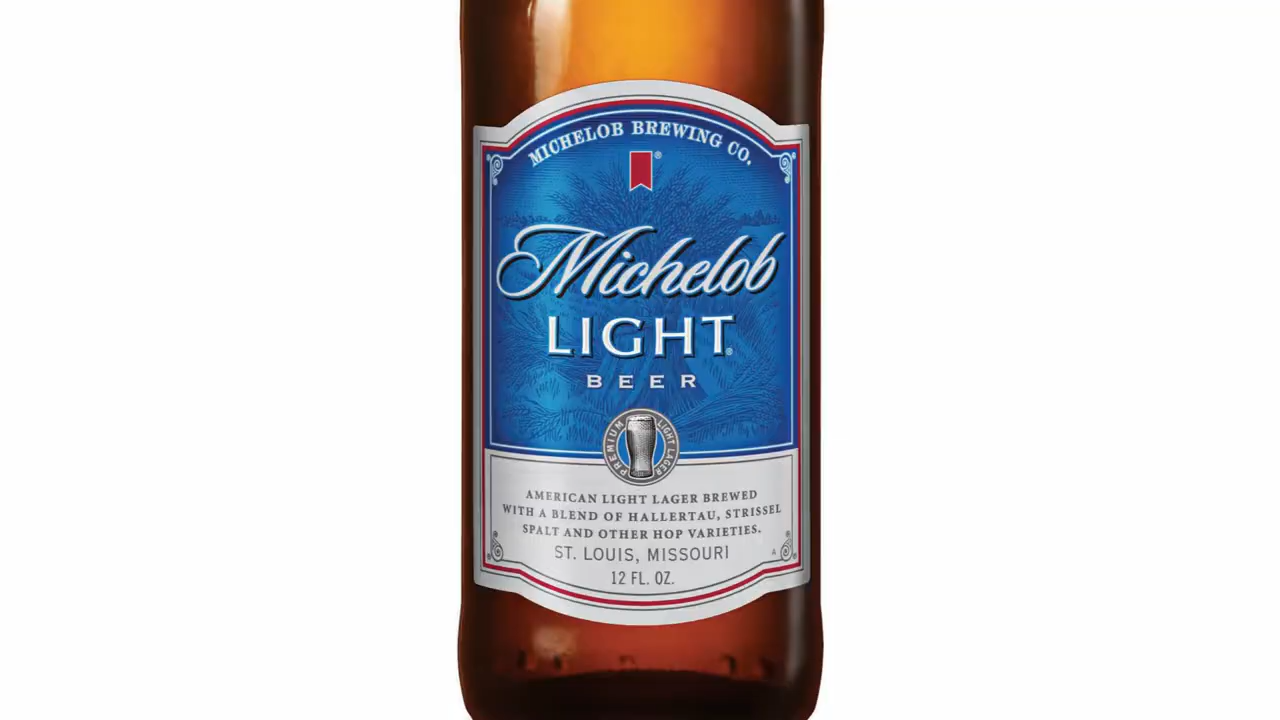 MICHELOB BREWING CO.
®
Michelob
LIGHT®
BEER
PREMIUM LIGHT LAGER
AMERICAN LIGHT LAGER BREWED
WITH A BLEND OF HALLERTAU, STRISSEL
SPALT AND OTHER HOP VARIETIES.
ST. LOUIS, MISSOURI
A
12 FL. OZ.